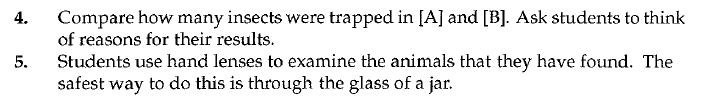 4. Compare how many insects were trapped in [A] and [B]. Ask students to think
of reasons for their results.
5. Students use hand lenses to examine the animals that they have found. The
safest way to do this is through the glass of a jar.